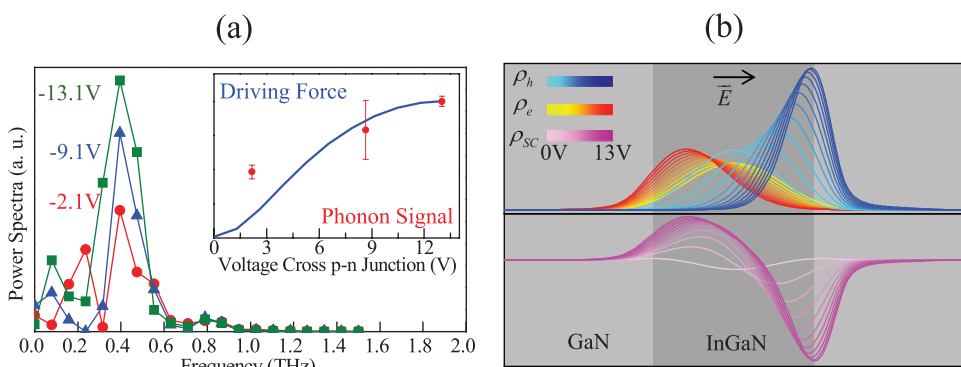 (a)
(b)
Power Spectra (a. u.)
-13.1V
-9.1V
-2.1V
Driving Force
Phonon Signal
0 3 6 9 12 15
Voltage Cross p-n Junction (V)
0.0 0.2 0.4 0.6 0.8 1.0 1.2 1.4 1.6 1.8 2.0
Frequency (THz)
ρh
ρe
ρSC
0V 13V
E
GaN
InGaN